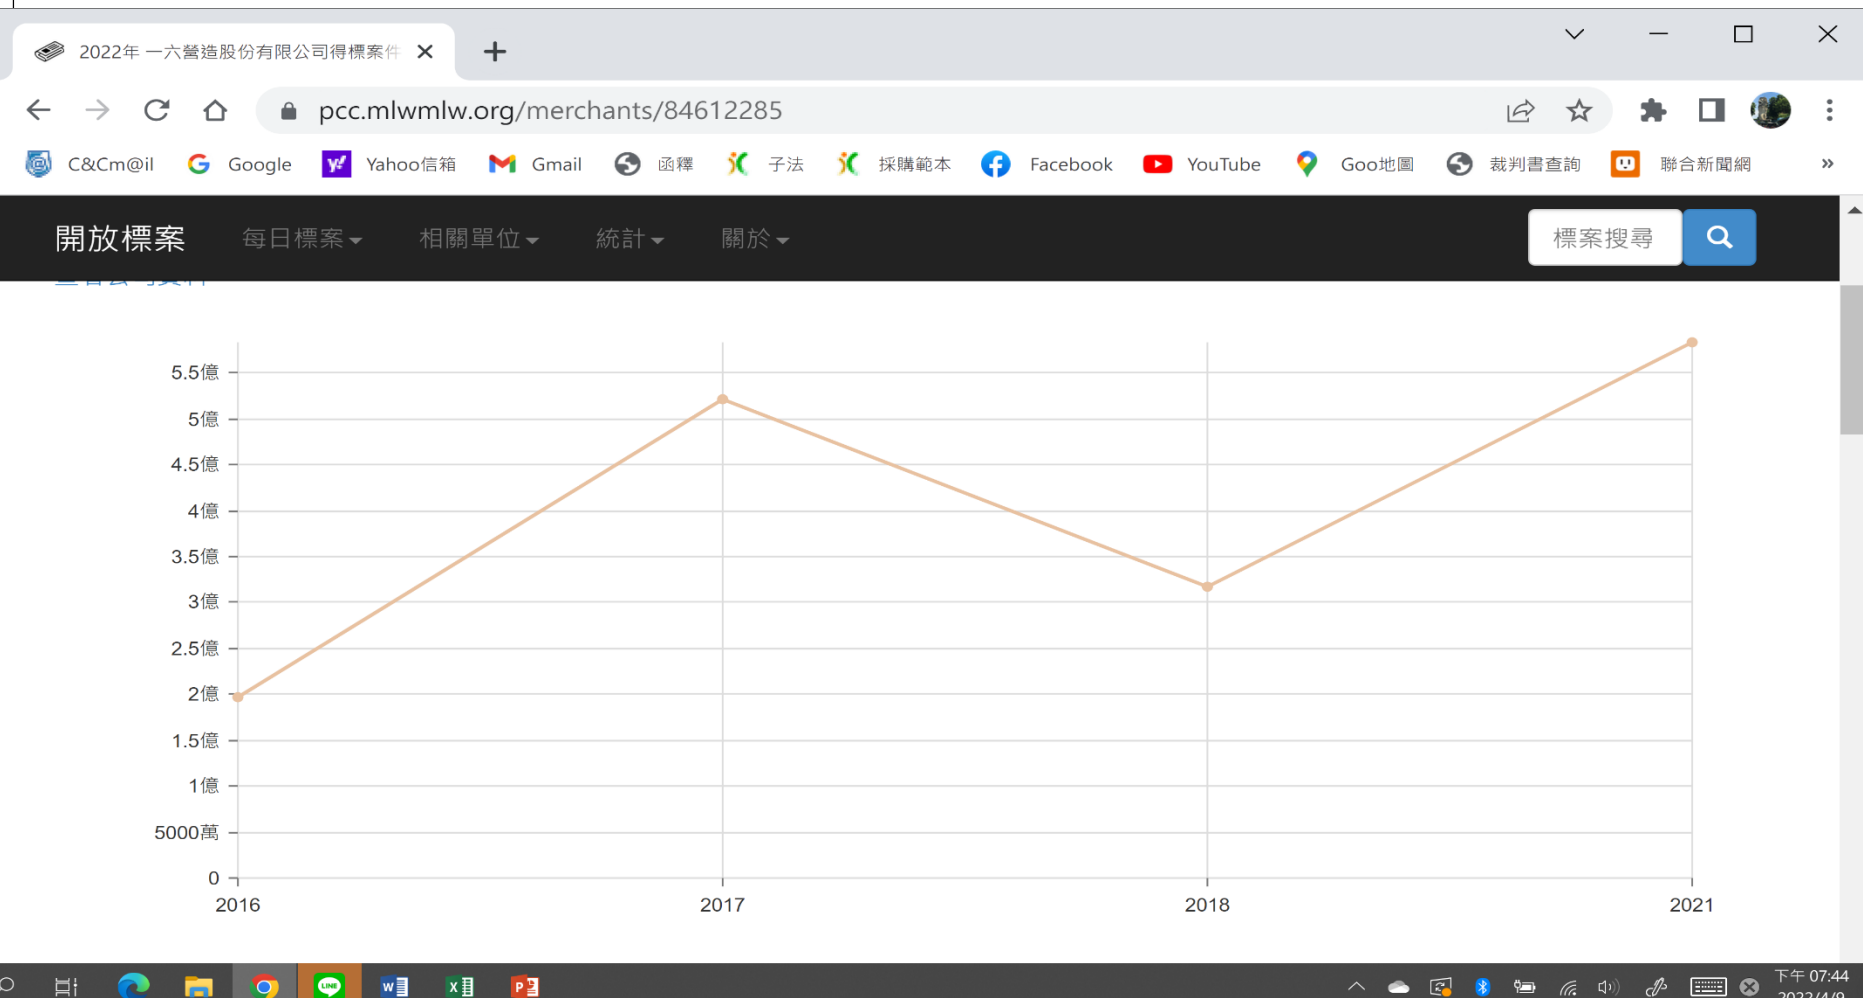 2022年 一六營造股份有限公司得標案件
pcc.mlwmlw.org/merchants/84612285
C&Cm@il Google Yahoo信箱 Gmail 函釋 子法 採購範本 Facebook YouTube Goo地圖 裁判書查詢 聯合新聞網 »
開放標案 每日標案 相關單位 統計 關於 標案搜尋
5.5億
5億
4.5億
4億
3.5億
3億
2.5億
2億
1.5億
1億
5000萬
0
2016 2017 2018 2021
下午 07:44
2022/4/9